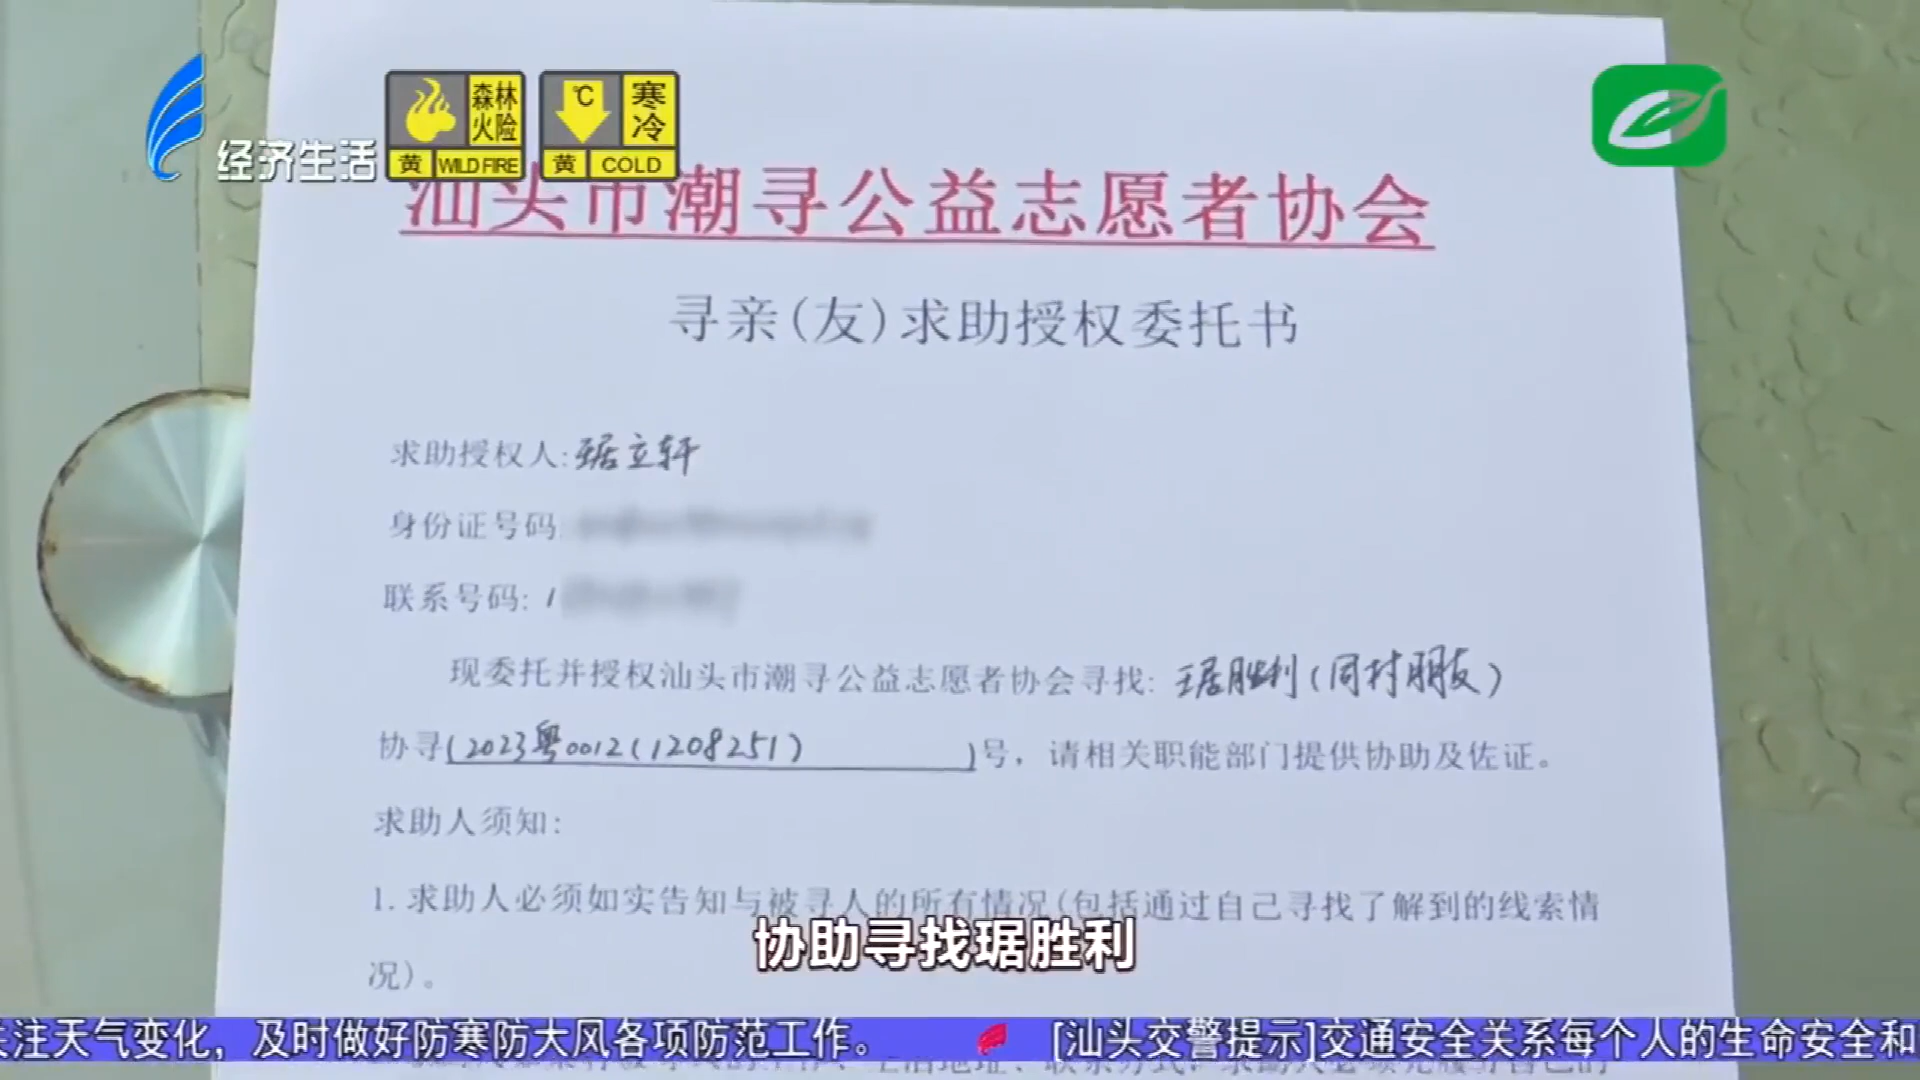 经济生活
森林火险
黄 WILD FIRE
℃ 寒冷
黄 COLD
汕头市潮寻公益志愿者协会
寻亲(友)求助授权委托书
求助授权人:琚立轩
身份证号码:
联系号码: 1
现委托并授权汕头市潮寻公益志愿者协会寻找: 琚胜利(同村朋友)
协寻(2023粤0012(1208251) )号，请相关职能部门提供协助及佐证。
求助人须知:
1. 求助人必须如实告知与被寻人的所有情况(包括通过自己寻找了解到的线索情
况)。
协助寻找琚胜利
关注天气变化，及时做好防寒防大风各项防范工作。 [汕头交警提示]交通安全关系每个人的生命安全和